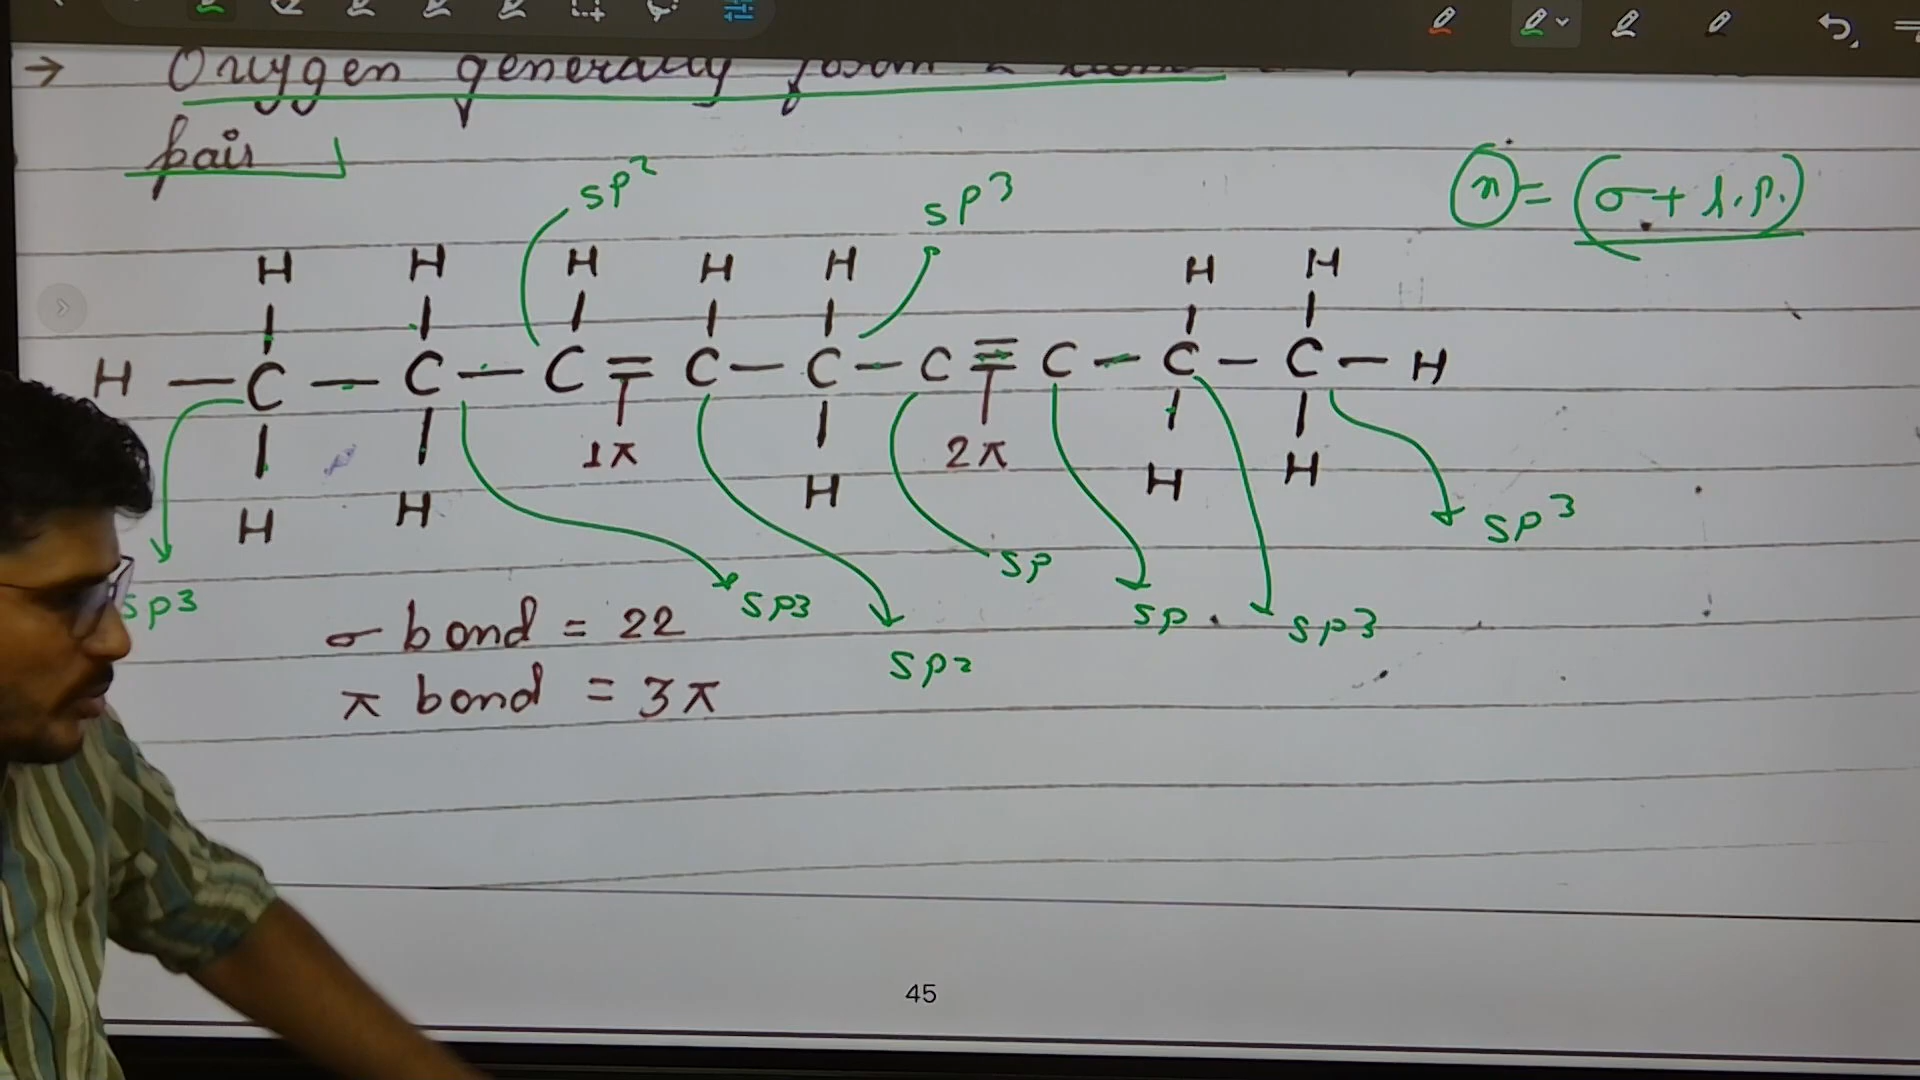 → Oxygen generally form
pair
sp² sp³ n = (σ + l.p.)
H H H H H H H
H — C — C — C = C — C — C ≡ C — C — C — H
1π 2π
H H H H H
sp3 sp3 sp2 sp sp sp3 sp³
σ bond = 22
π bond = 3π
45